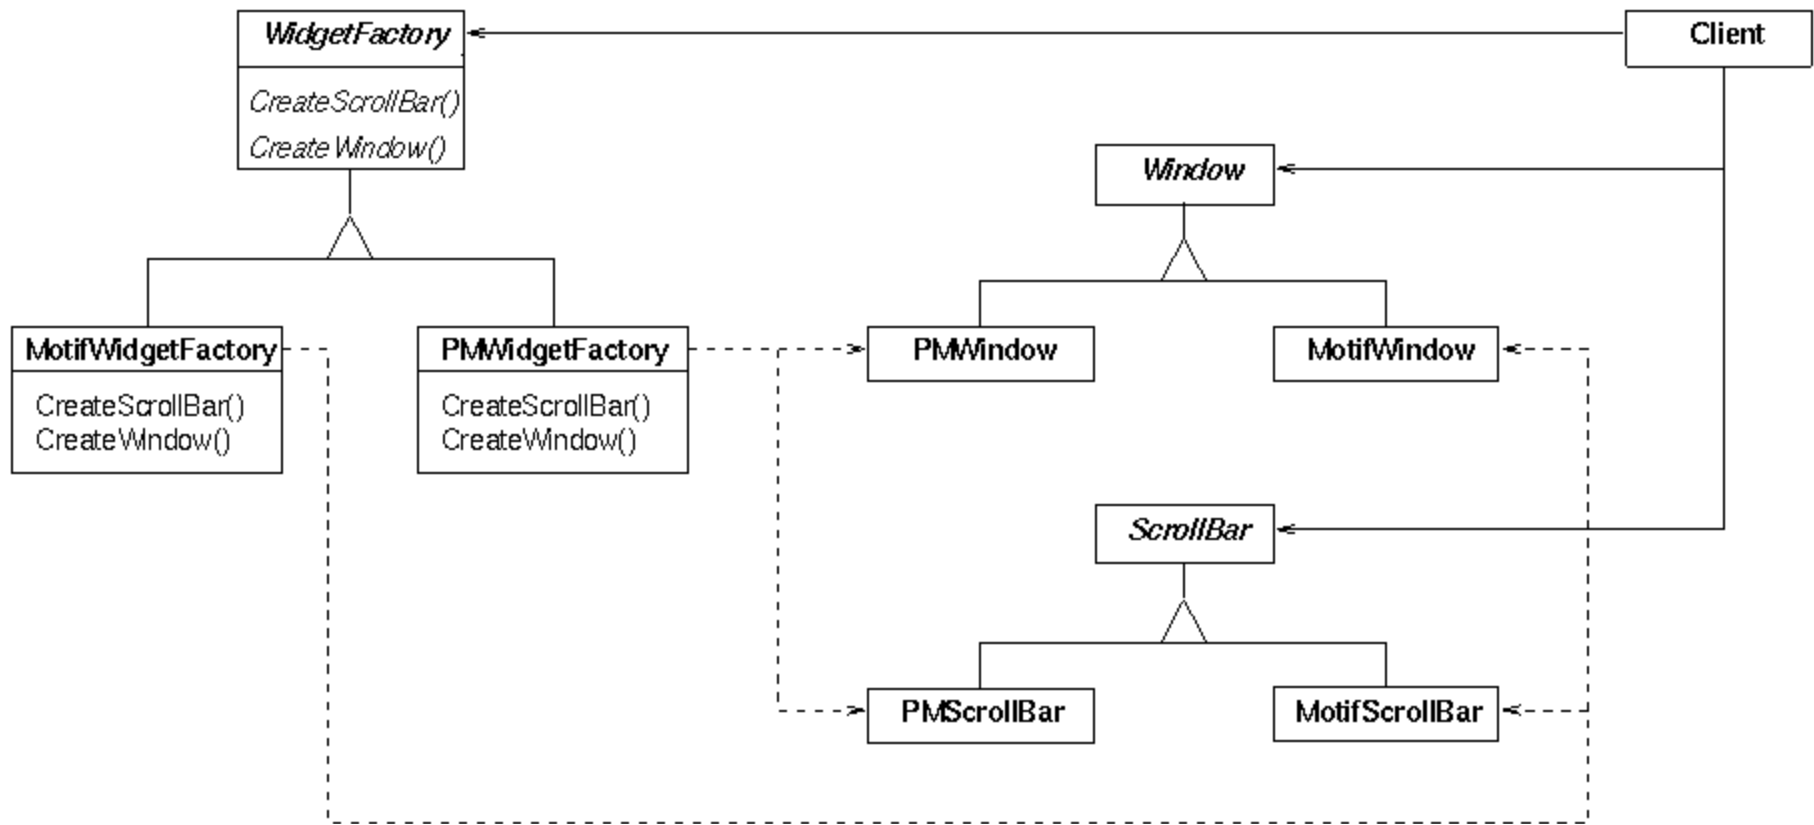 WidgetFactory
CreateScrollBar()
CreateWindow()
Client
Window
MotifWidgetFactory
CreateScrollBar()
CreateWindow()
PMWidgetFactory
CreateScrollBar()
CreateWindow()
PMWindow
MotifWindow
ScrollBar
PMScrollBar
MotifScrollBar